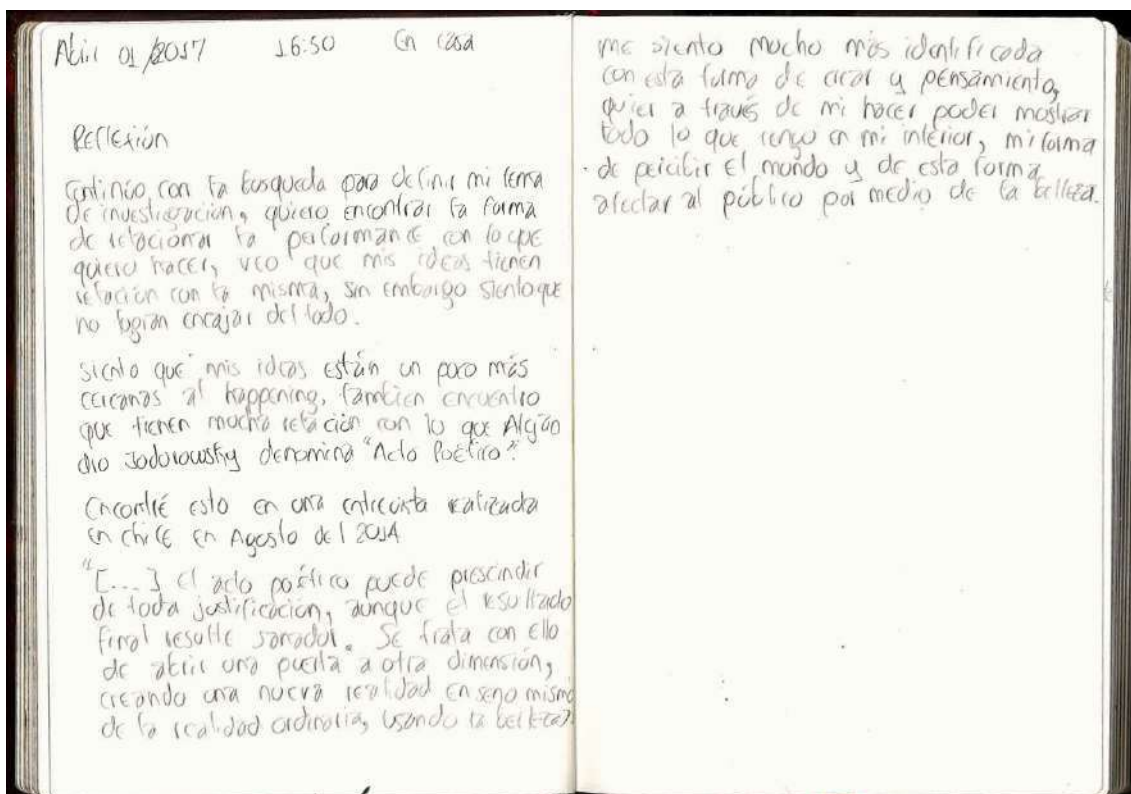 Abril 01/2017 16:50 En casa
Reflexión
Continúo con la busqueda para definir mi tema
de investigación, quiero encontrar la forma
de relacionar la performance con lo que
quiero hacer, veo que mis ideas tienen
relación con la misma, sin embargo siento que
no logran encajar del todo.
Siento que mis ideas están un poco más
cercanas al happening, tambien encuentro
que tienen mucha relación con lo que Alejan
dro Jodorowsky denomina "Acto Poético".
Encontré esto en una entrevista realizada
en chile en Agosto del 2014
"[...] El acto poético puede prescindir
de toda justificación, aunque el resultado
final resulte sanador. Se trata con ello
de abrir una puerta a otra dimensión,
creando una nueva realidad en seno mismo
de la realidad ordinaria, usando la belleza"
me siento mucho más identificada
con esta forma de crear y pensamiento,
quier a través de mi hacer poder mostrar
todo lo que tengo en mi interior, mi forma
de percibir el mundo y de esta forma
afectar al público por medio de la belleza.